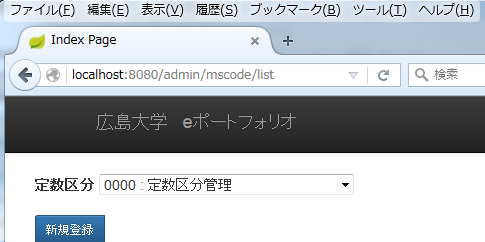 ファイル(F) 編集(E) 表示(V) 履歴(S) ブックマーク(B) ツール(T) ヘルプ(H)
Index Page
localhost:8080/admin/mscode/list 検索
広島大学 eポートフォリオ
定数区分 0000 : 定数区分管理
新規登録